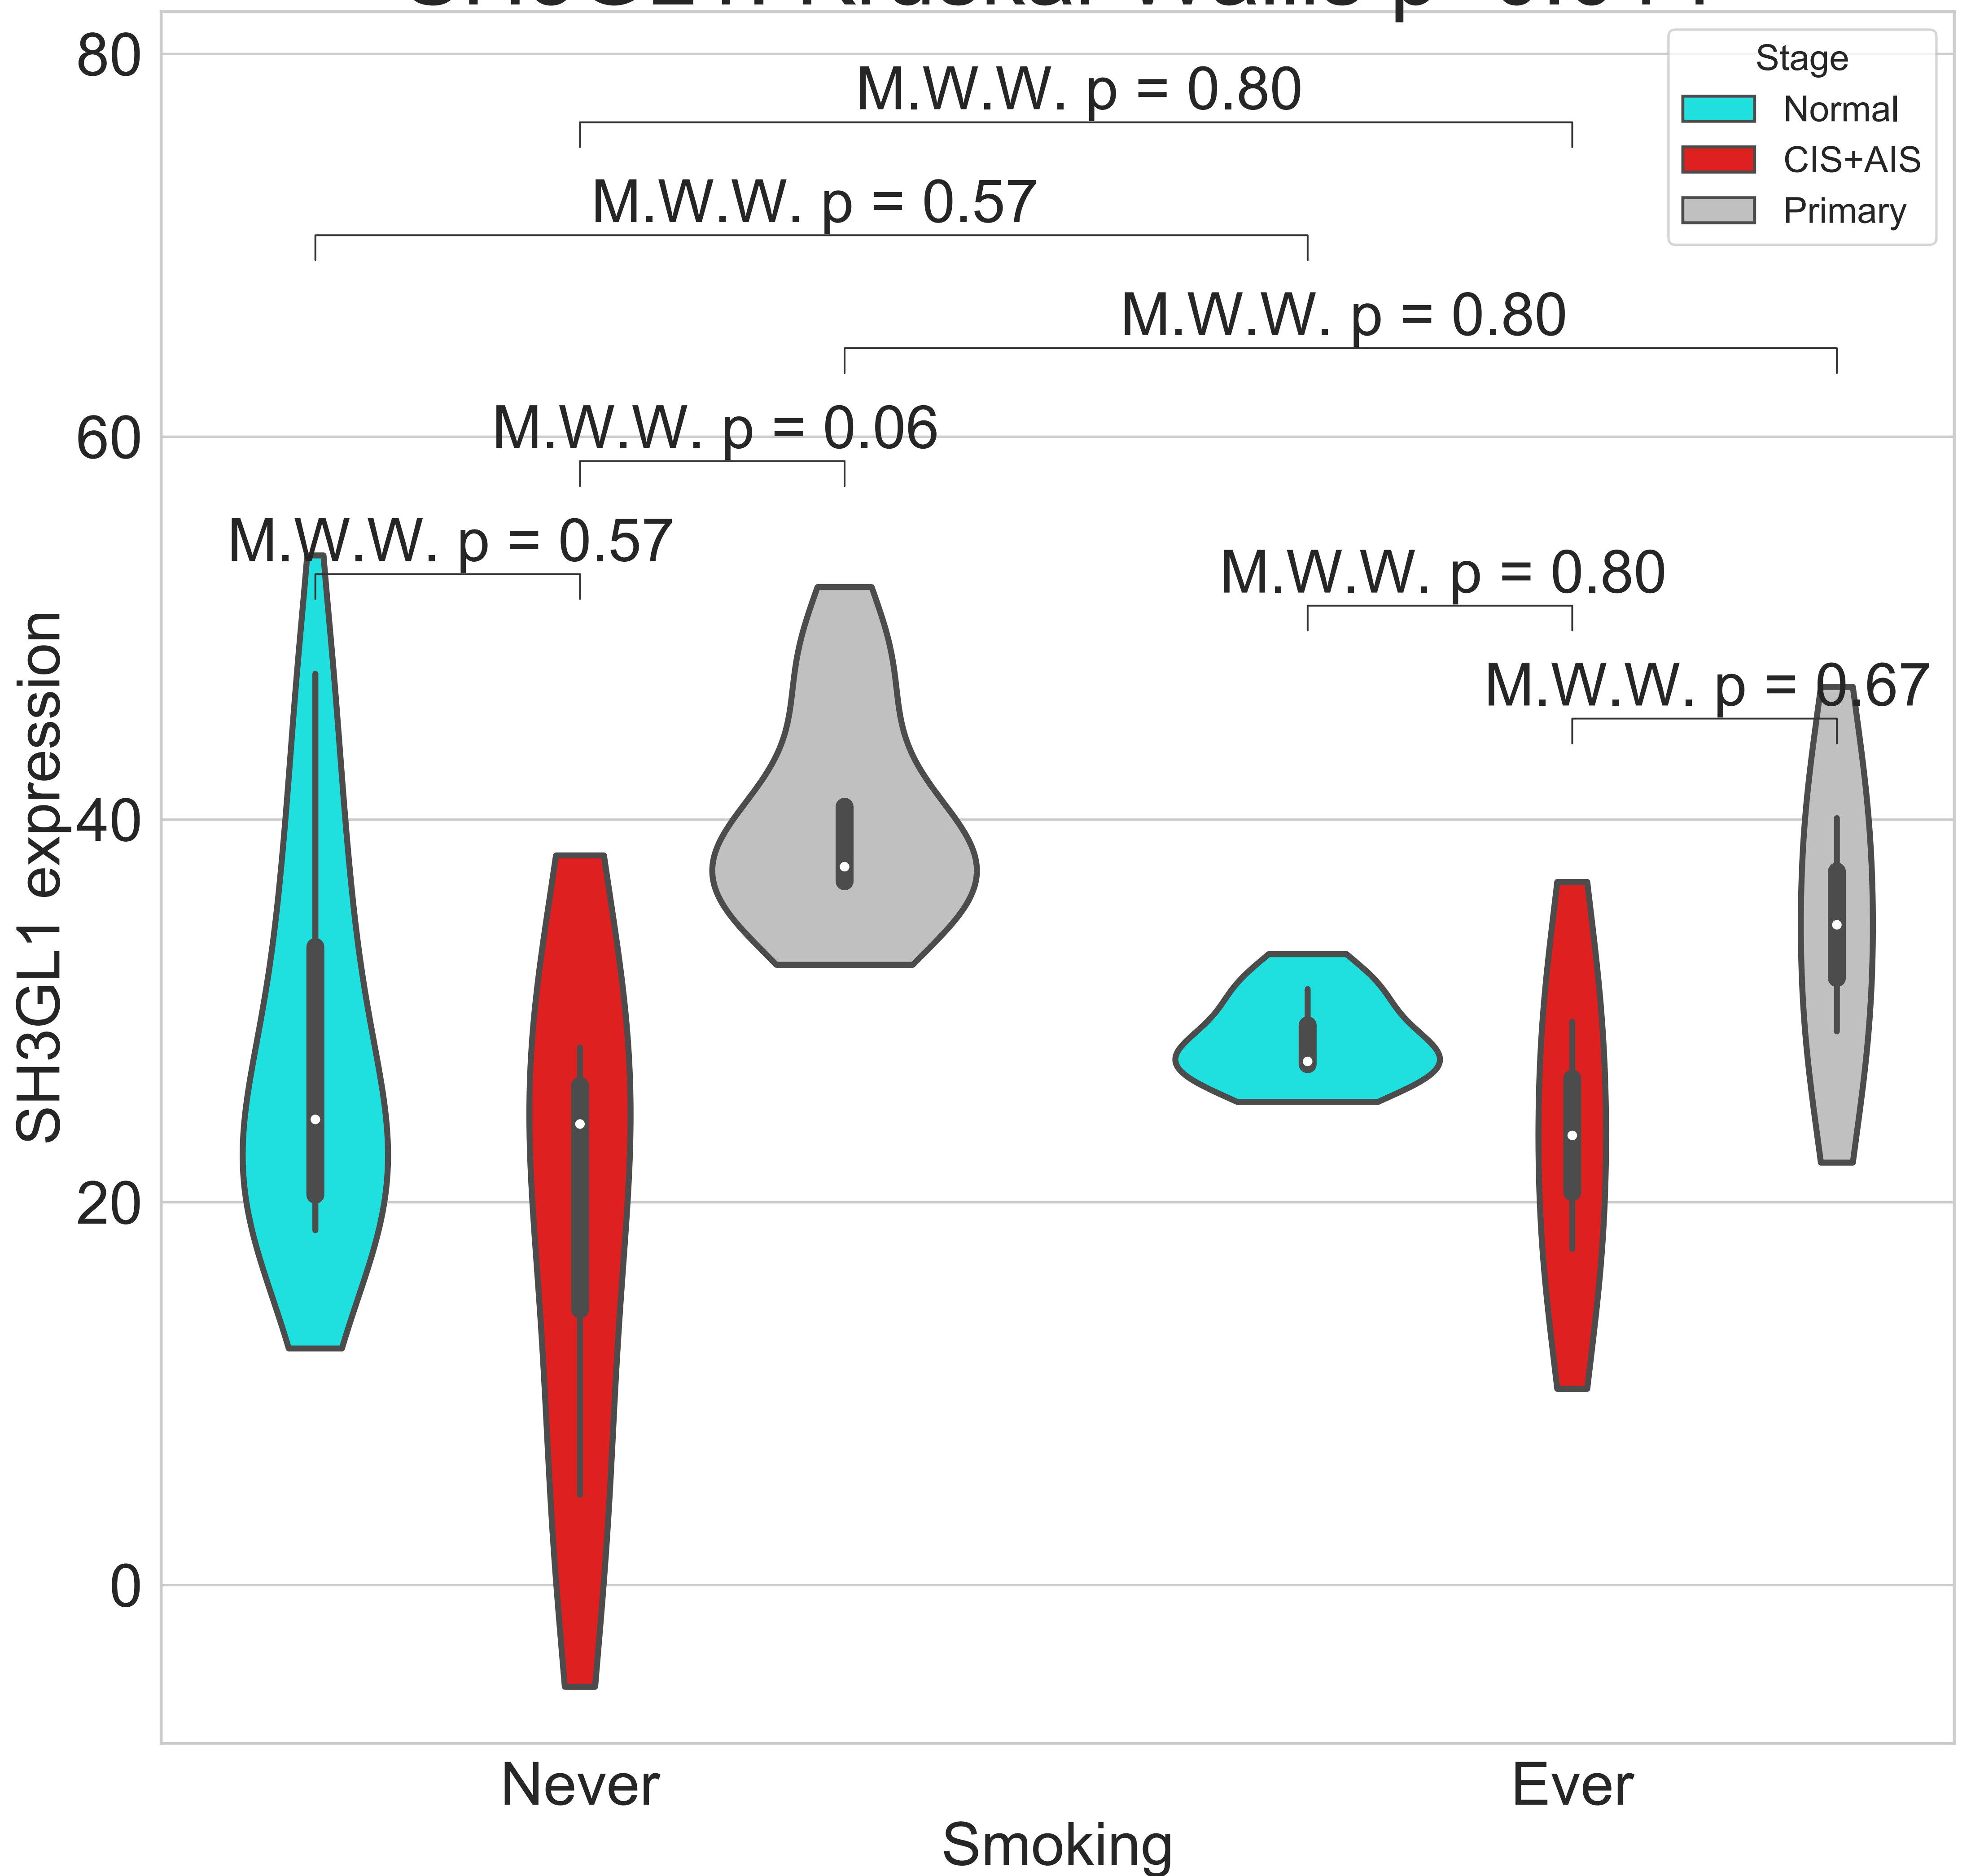 80
60
40
20
0
SH3GL1 expression
M.W.W. p = 0.80
M.W.W. p = 0.57
M.W.W. p = 0.80
M.W.W. p = 0.06
M.W.W. p = 0.57
M.W.W. p = 0.80
M.W.W. p = 0.67
Stage
Normal
CIS+AIS
Primary
Never
Ever
Smoking